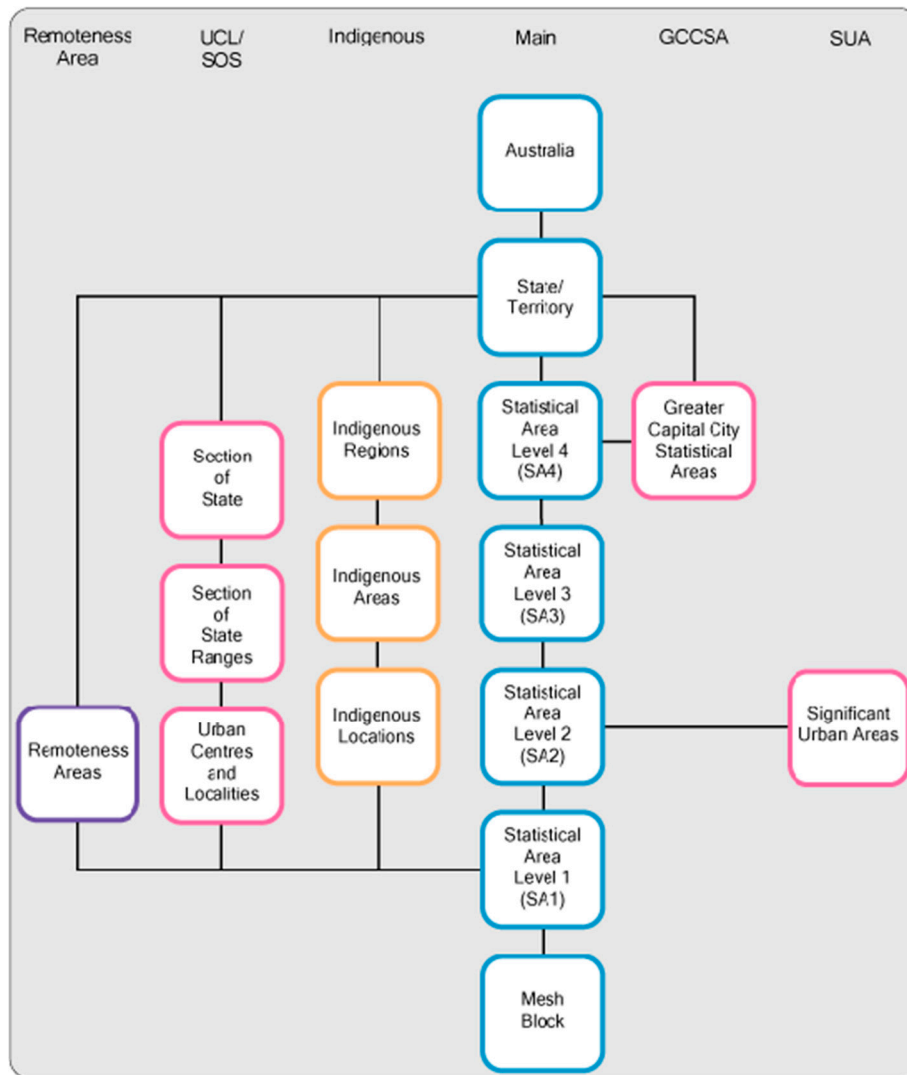 Remoteness
Area
UCL/
SOS
Indigenous
Main
GCCSA
SUA
Australia
State/
Territory
Indigenous
Regions
Statistical
Area
Level 4
(SA4)
Greater
Capital City
Statistical
Areas
Section
of
State
Indigenous
Areas
Statistical
Area
Level 3
(SA3)
Section
of
State
Ranges
Remoteness
Areas
Urban
Centres
and
Localities
Indigenous
Locations
Statistical
Area
Level 2
(SA2)
Significant
Urban Areas
Statistical
Area
Level 1
(SA1)
Mesh
Block